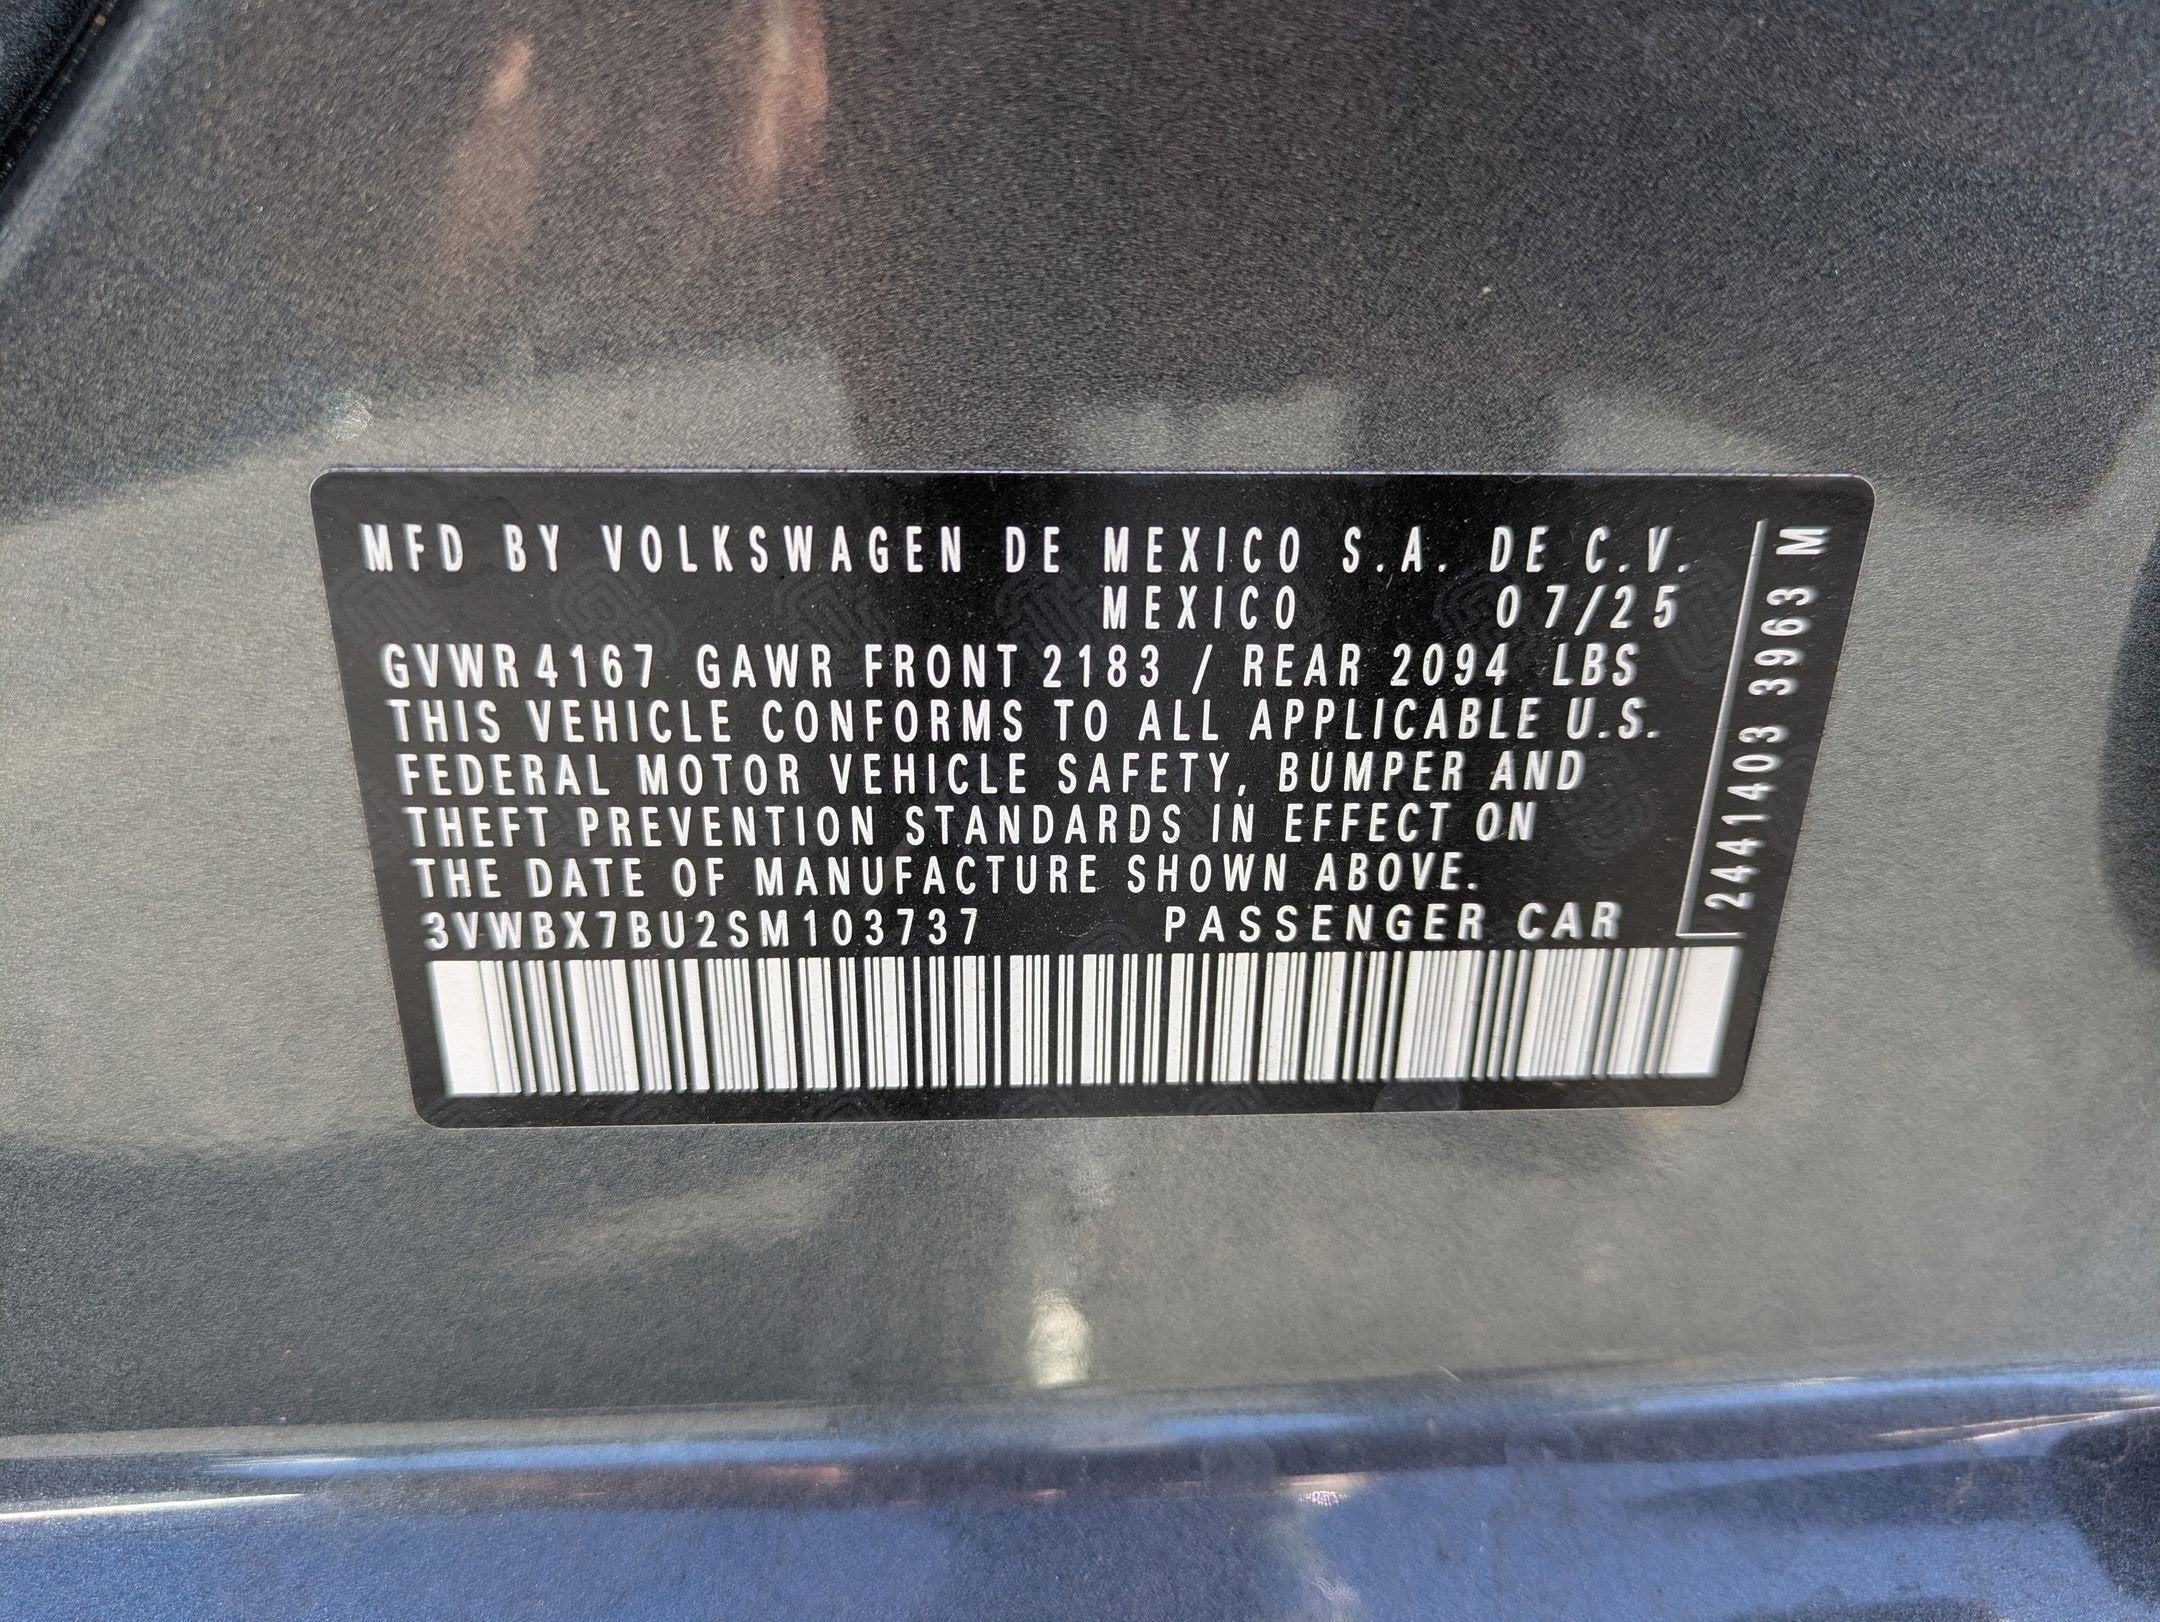 MFD BY VOLKSWAGEN DE MEXICO S.A. DE C.V.
MEXICO 07/25
GVWR 4167 GAWR FRONT 2183 / REAR 2094 LBS
THIS VEHICLE CONFORMS TO ALL APPLICABLE U.S.
FEDERAL MOTOR VEHICLE SAFETY, BUMPER AND
THEFT PREVENTION STANDARDS IN EFFECT ON
THE DATE OF MANUFACTURE SHOWN ABOVE.
3VWBX7BU2SM103737 PASSENGER CAR
2441403 3963 M